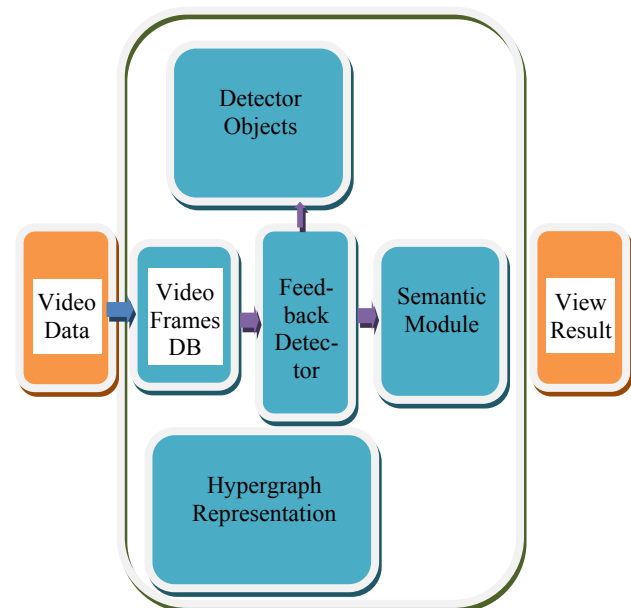 Detector
Objects
Video
Data
Video
Frames
DB
Feed-
back
Detec-
tor
Semantic
Module
View
Result
Hypergraph
Representation